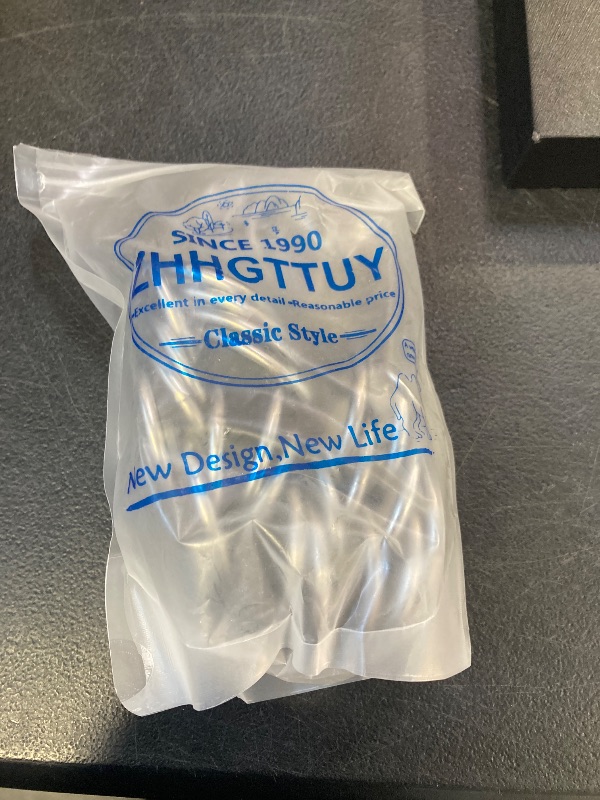 SINCE 1990
ZHHGTTUY
Excellent in every detail-Reasonable price
Classic Style
New Design,New Life